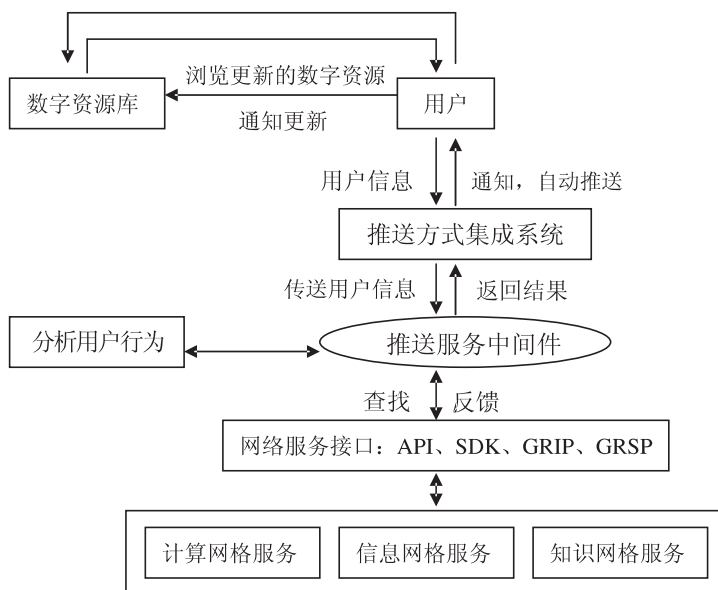 浏览更新的数字资源
数字资源库
用户
通知更新
用户信息
通知，自动推送
推送方式集成系统
传送用户信息
返回结果
分析用户行为
推送服务中间件
查找
反馈
网络服务接口：API、SDK、GRIP、GRSP
计算网格服务
信息网格服务
知识网格服务